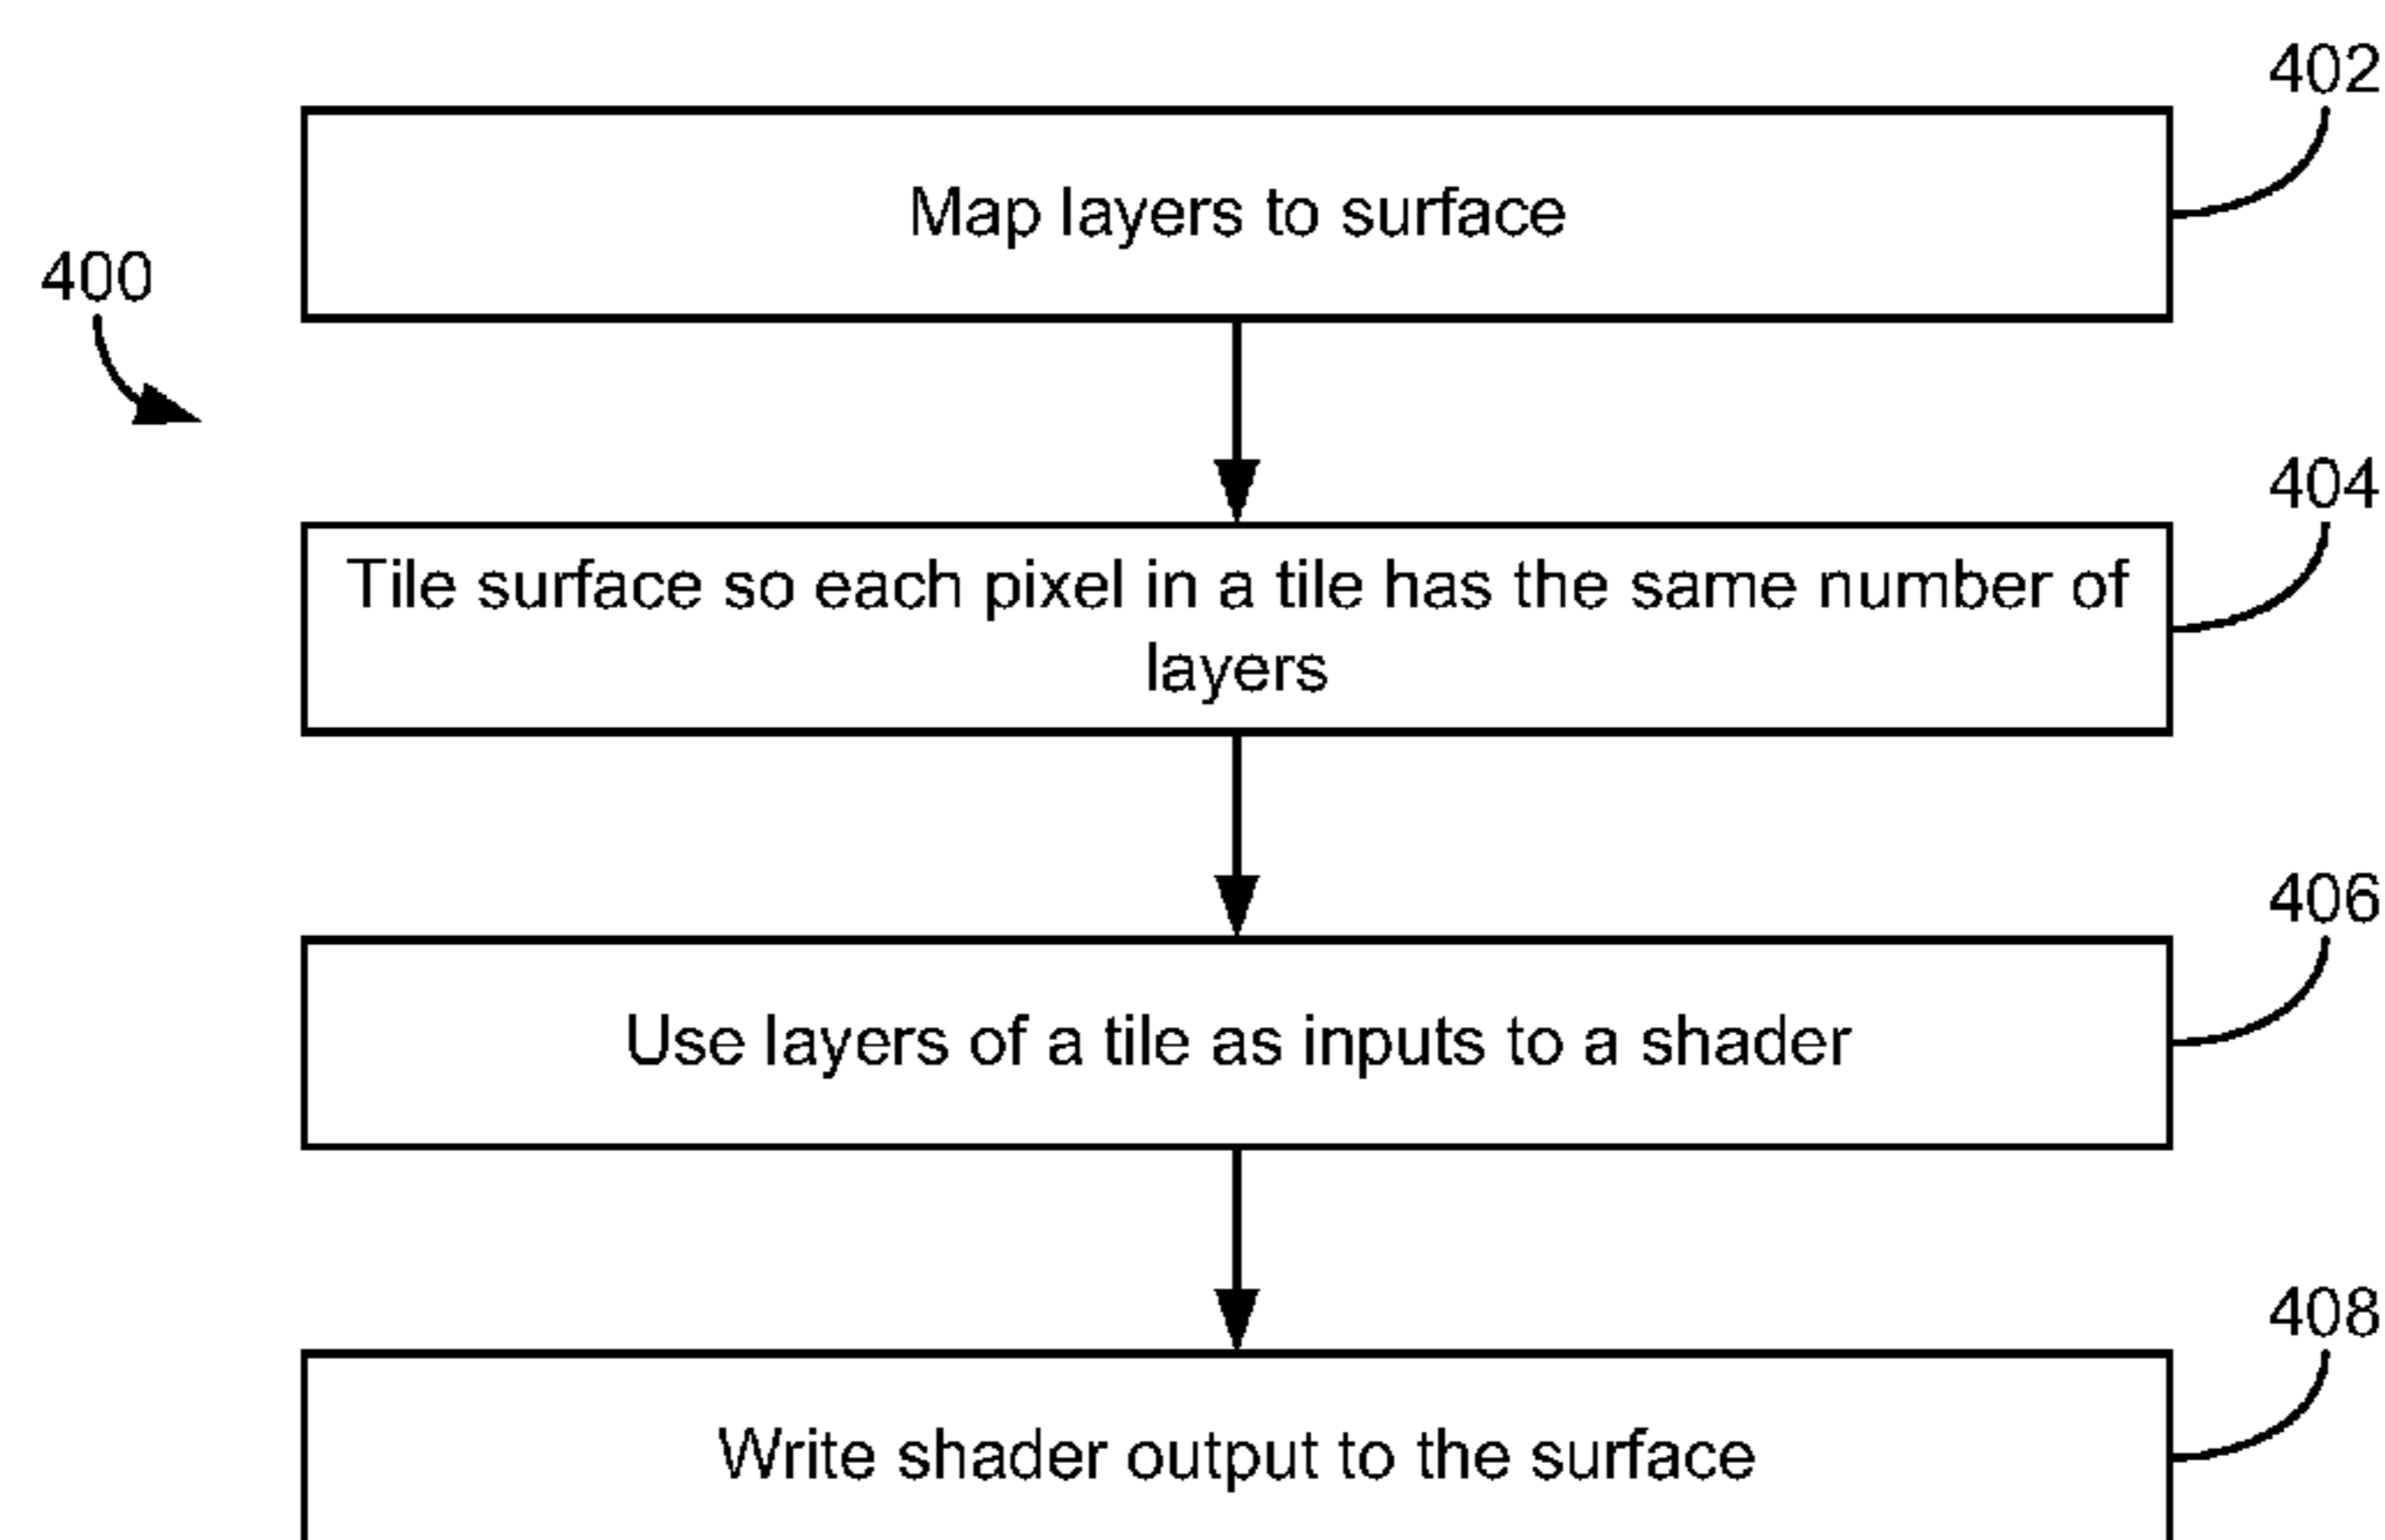 402
Map layers to surface
400
404
Tile surface so each pixel in a tile has the same number of
layers
406
Use layers of a tile as inputs to a shader
408
Write shader output to the surface